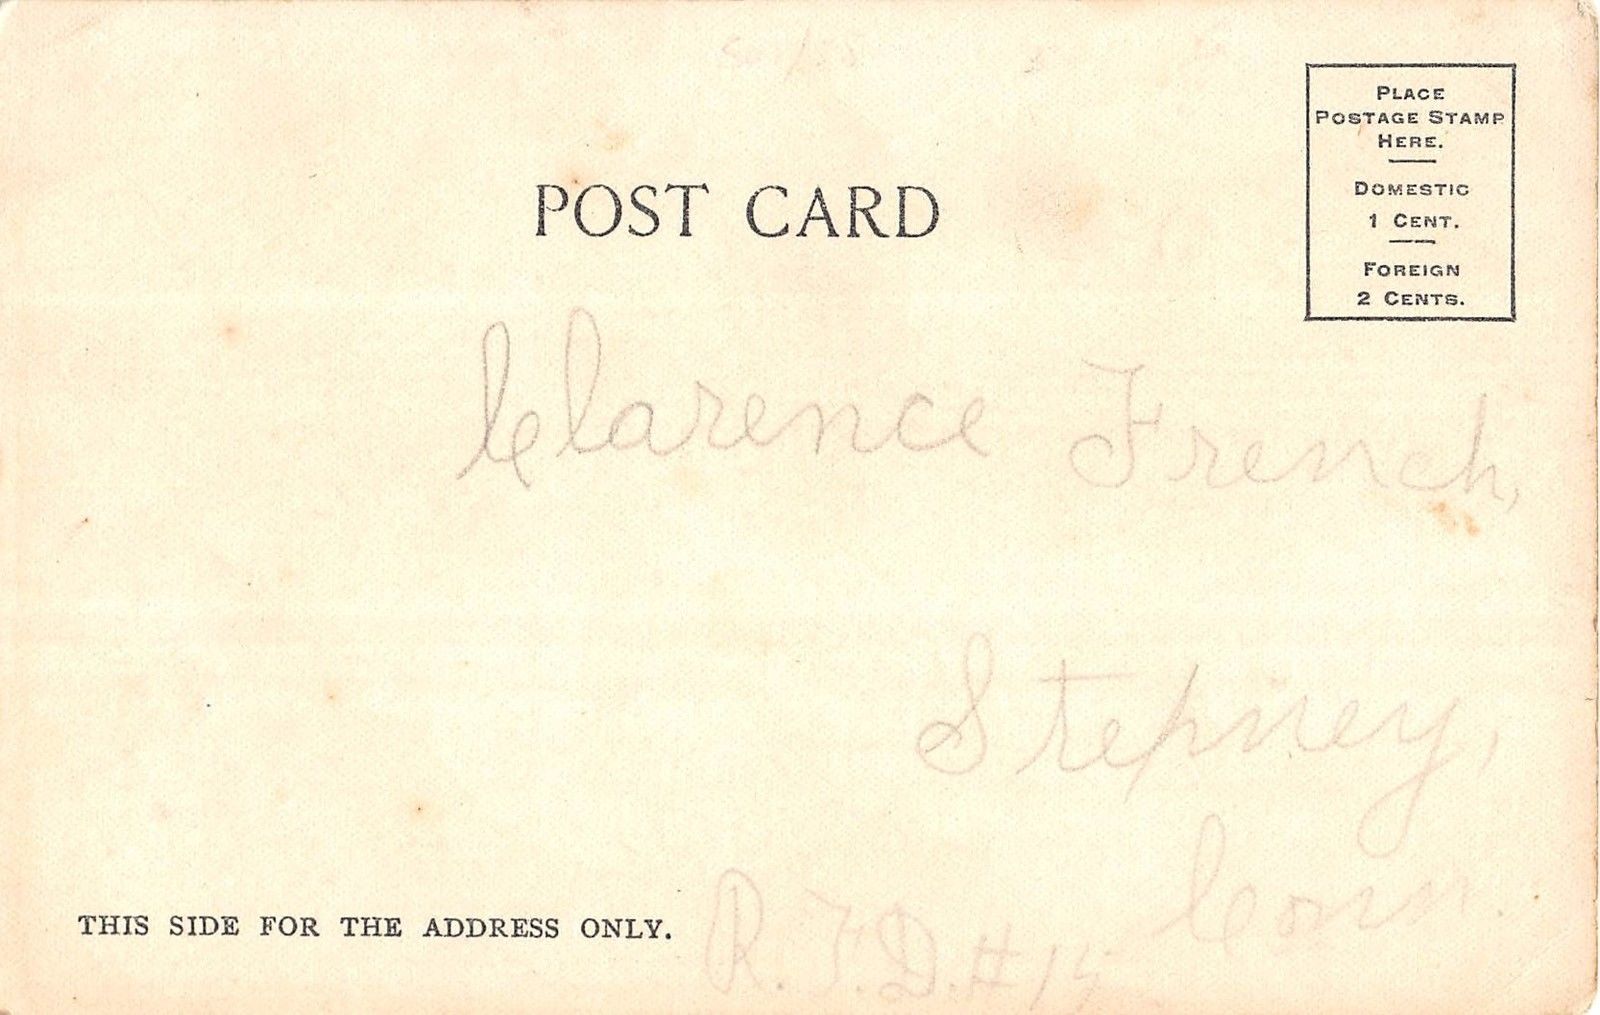 PLACE
POSTAGE STAMP
HERE.
DOMESTIC
1 CENT.
FOREIGN
2 CENTS.
POST CARD
Clarence French,
Stepney,
Conn.
R.F.D. # 15
THIS SIDE FOR THE ADDRESS ONLY.